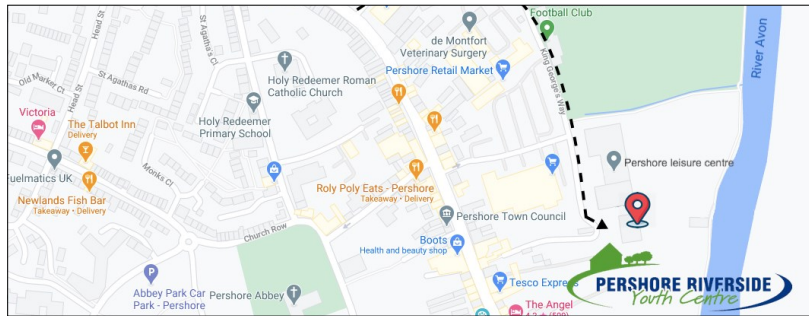 Football Club
de Montfort
Veterinary Surgery
Pershore Retail Market
King George's Way
River Avon
St Agatha's Ct
Head St
Old Marker Ct
St Agathas Rd
Head St
Holy Redeemer Roman
Catholic Church
Holy Redeemer
Primary School
Victoria
The Talbot Inn
Delivery
Monks Ct
Fuelmatics UK
Newlands Fish Bar
Takeaway • Delivery
Roly Poly Eats - Pershore
Takeaway • Delivery
Pershore leisure centre
Pershore Town Council
Church Row
Boots
Health and beauty shop
Abbey Park Car
Park - Pershore
Pershore Abbey
Tesco Express
The Angel
PERSHORE RIVERSIDE
Youth Centre